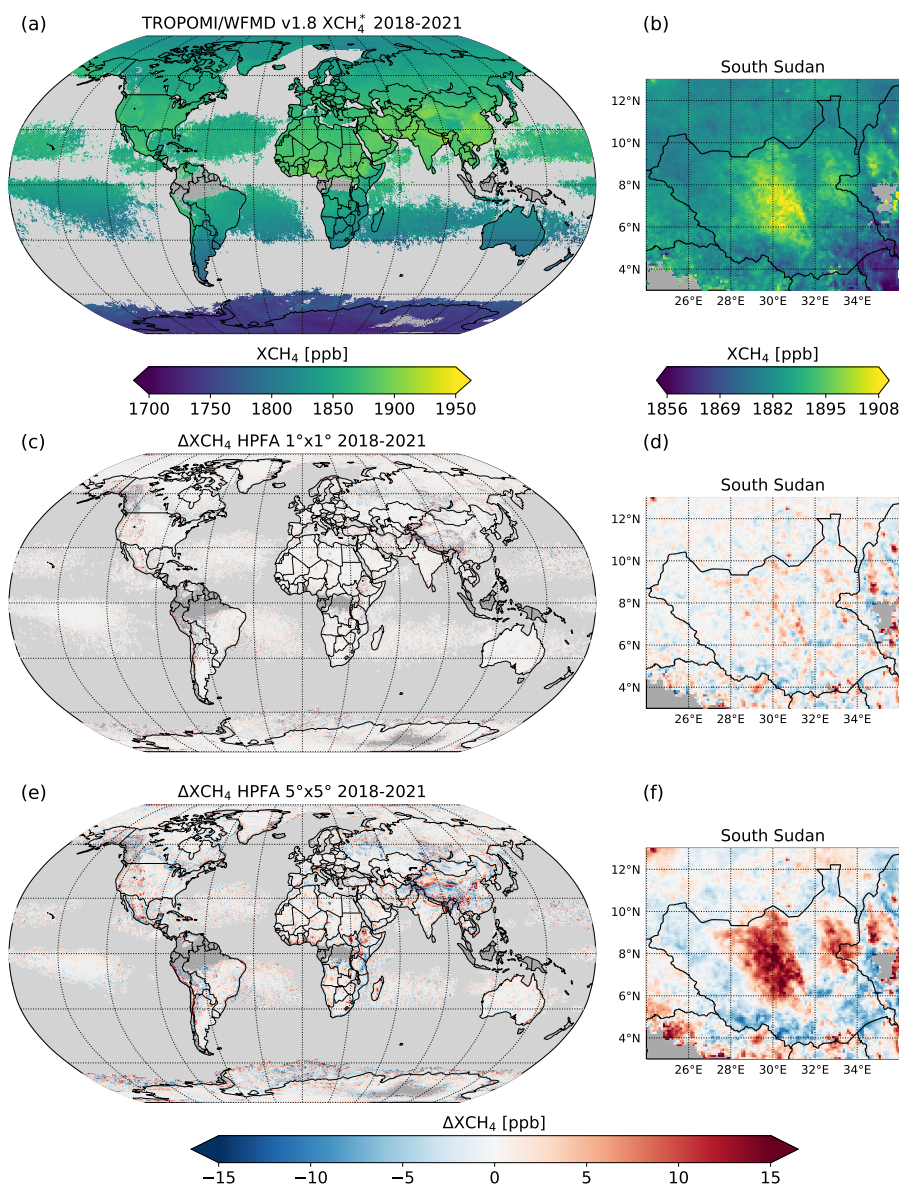 (a)
TROPOMI/WFMD v1.8 XCH₄* 2018-2021
(b)
South Sudan
12°N
10°N
8°N
6°N
4°N
26°E 28°E 30°E 32°E 34°E
XCH₄ [ppb]
1700 1750 1800 1850 1900 1950
XCH₄ [ppb]
1856 1869 1882 1895 1908
(c)
ΔXCH₄ HPFA 1°x1° 2018-2021
(d)
South Sudan
12°N
10°N
8°N
6°N
4°N
26°E 28°E 30°E 32°E 34°E
(e)
ΔXCH₄ HPFA 5°x5° 2018-2021
(f)
South Sudan
12°N
10°N
8°N
6°N
4°N
26°E 28°E 30°E 32°E 34°E
ΔXCH₄ [ppb]
−15 −10 −5 0 5 10 15